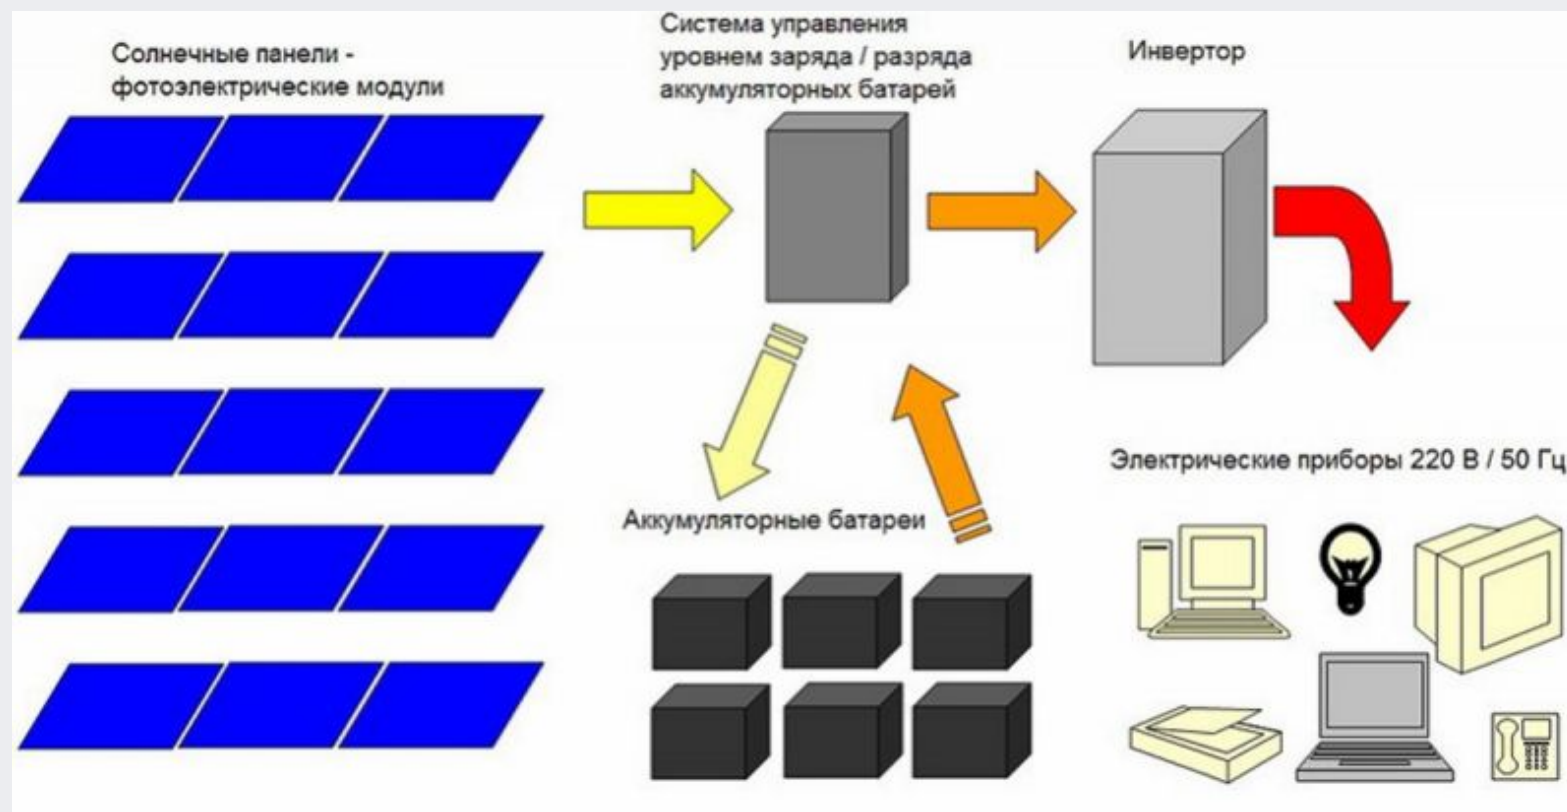 Солнечные панели -
фотоэлектрические модули
Система управления
уровнем заряда / разряда
аккумуляторных батарей
Инвертор
Аккумуляторные батареи
Электрические приборы 220 В / 50 Гц